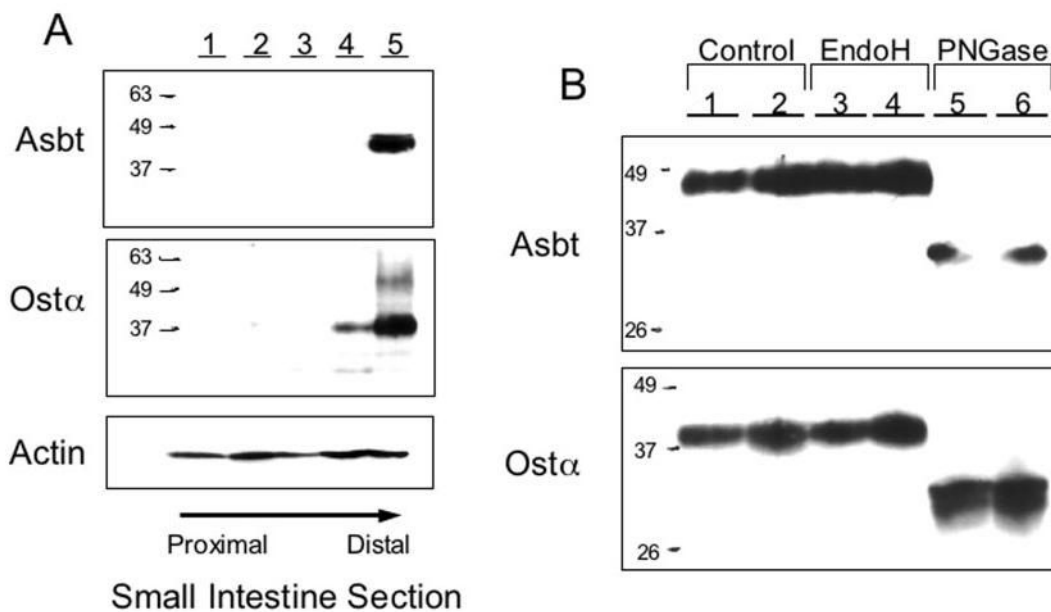 A
1 2 3 4 5
Asbt
63
49
37
Ostα
63
49
37
Actin
Proximal Distal
Small Intestine Section
B
Control EndoH PNGase
1 2 3 4 5 6
Asbt
49
37
26
Ostα
49
37
26